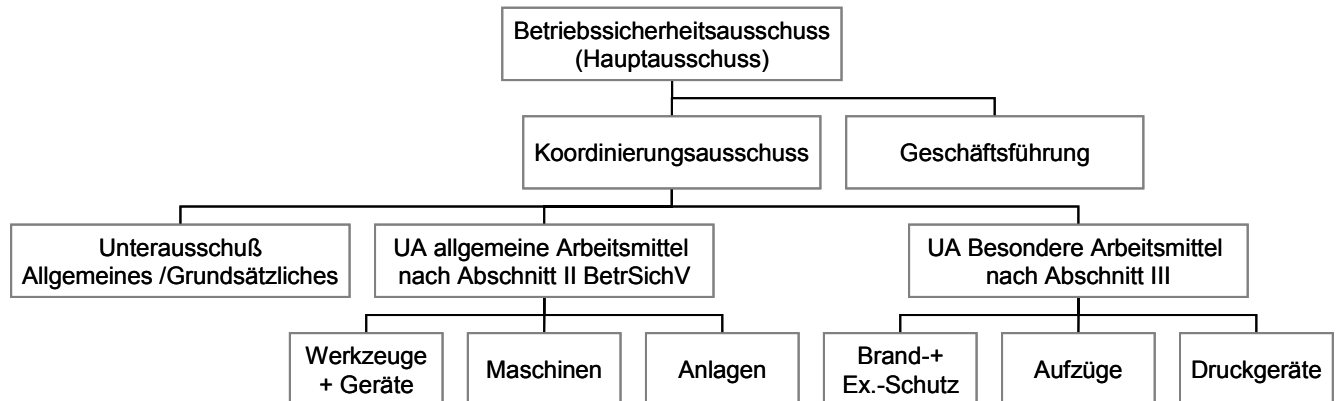 Betriebssicherheitsausschuss
(Hauptausschuss)
Koordinierungsausschuss
Geschäftsführung
Unterausschuß
Allgemeines /Grundsätzliches
UA allgemeine Arbeitsmittel
nach Abschnitt II BetrSichV
UA Besondere Arbeitsmittel
nach Abschnitt III
Werkzeuge
+ Geräte
Maschinen
Anlagen
Brand-+
Ex.-Schutz
Aufzüge
Druckgeräte